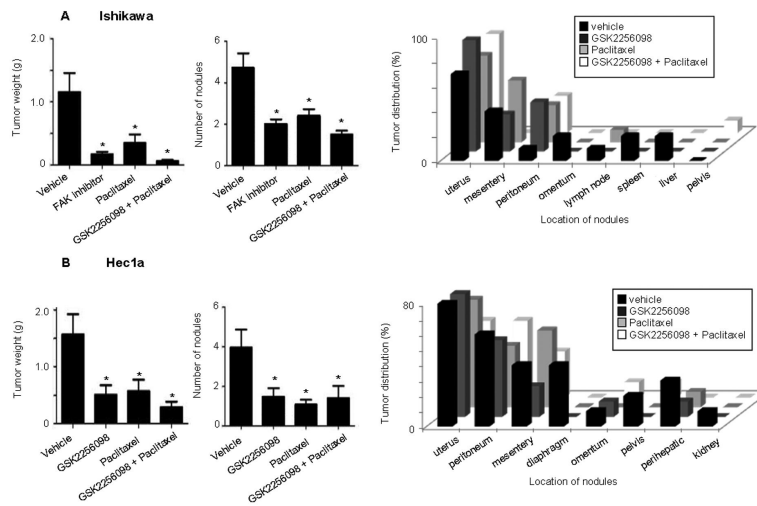 A Ishikawa
Tumor weight (g)
2.0
1.0
0
Vehicle
FAK Inhibitor
Paclitaxel
GSK2256098 + Paclitaxel
*
*
*
Number of nodules
6
4
2
0
Vehicle
FAK Inhibitor
Paclitaxel
GSK2256098 + Paclitaxel
*
*
*
Tumor distribution (%)
100
0
vehicle
GSK2256098
Paclitaxel
GSK2256098 + Paclitaxel
uterus
mesentery
peritoneum
omentum
lymph node
spleen
liver
pelvis
Location of nodules
B Hec1a
Tumor weight (g)
2.0
1.0
0
Vehicle
GSK2256098
Paclitaxel
GSK2256098 + Paclitaxel
*
*
*
Number of nodules
6
4
2
0
Vehicle
GSK2256098
Paclitaxel
GSK2256098 + Paclitaxel
*
*
*
Tumor distribution (%)
80
0
vehicle
GSK2256098
Paclitaxel
GSK2256098 + Paclitaxel
uterus
peritoneum
mesentery
diaphragm
omentum
pelvis
perihepatic
kidney
Location of nodules